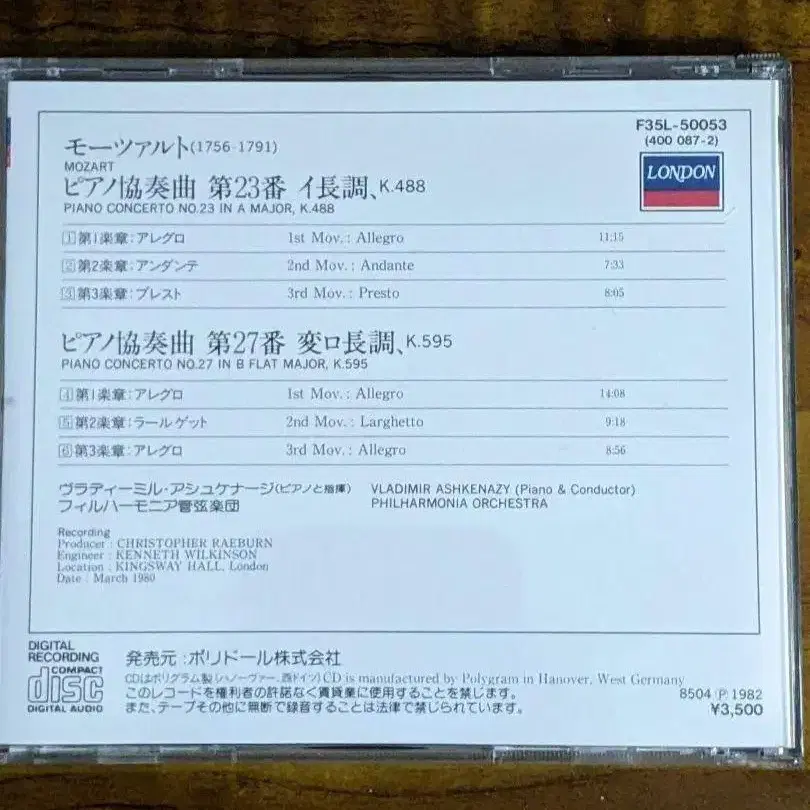 F35L-50053
(400 087-2)
LONDON
モーツァルト(1756-1791)
MOZART
ピアノ協奏曲 第23番 イ長調、K.488
PIANO CONCERTO NO.23 IN A MAJOR, K.488
1 第1楽章:アレグロ 1st Mov.: Allegro 11:15
2 第2楽章:アンダンテ 2nd Mov.: Andante 7:33
3 第3楽章:プレスト 3rd Mov.: Presto 8:05
ピアノ協奏曲 第27番 変ロ長調、K.595
PIANO CONCERTO NO.27 IN B FLAT MAJOR, K.595
4 第1楽章:アレグロ 1st Mov.: Allegro 14:08
5 第2楽章:ラールゲット 2nd Mov.: Larghetto 9:18
6 第3楽章:アレグロ 3rd Mov.: Allegro 8:56
ヴラディーミル・アシュケナージ(ピアノと指揮) VLADIMIR ASHKENAZY (Piano & Conductor)
フィルハーモニア管弦楽団 PHILHARMONIA ORCHESTRA
Recording
Producer : CHRISTOPHER RAEBURN
Engineer : KENNETH WILKINSON
Location : KINGSWAY HALL, London
Date : March 1980
DIGITAL
RECORDING
COMPACT
disc
DIGITAL AUDIO
発売元:ポリドール株式会社
CDはポリグラム製(ハノーヴァー、西ドイツ) CD is manufactured by Polygram in Hanover, West Germany
このレコードを権利者の許諾なく賃貸業に使用することを禁じます。
また、テープその他に無断で録音することは法律で禁じられています。
8504 Ⓟ 1982
¥3,500